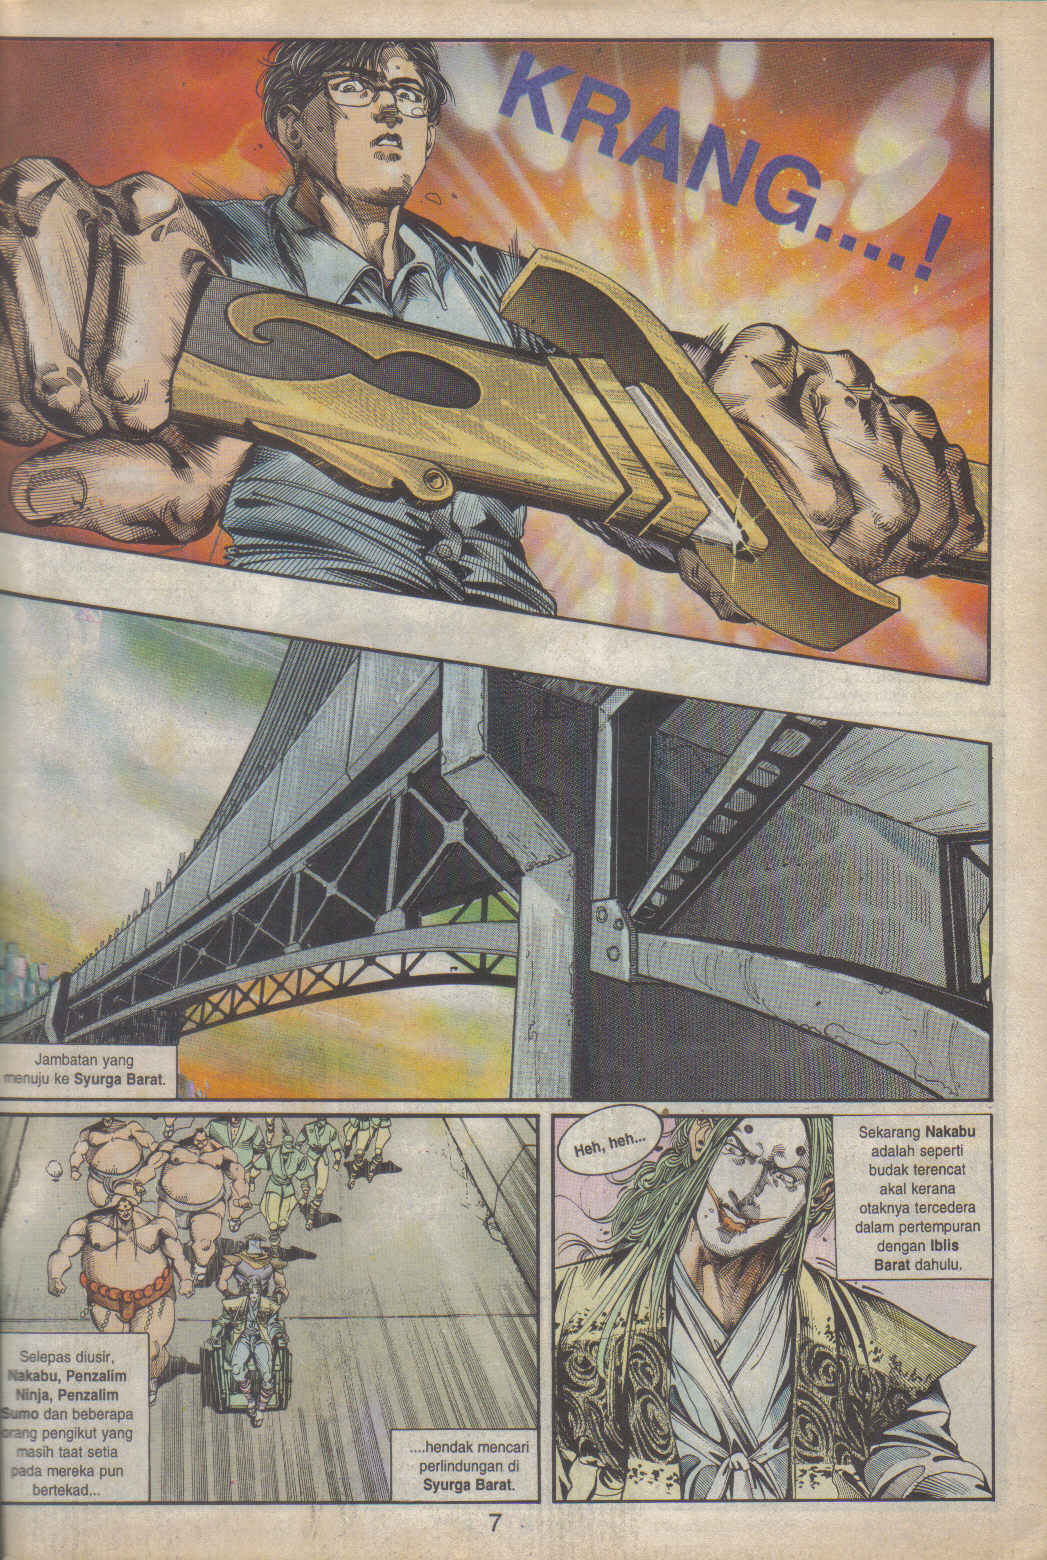 KRANG....!
Jambatan yang
menuju ke Syurga Barat.
Selepas diusir,
Nakabu, Penzalim
Ninja, Penzalim
Sumo dan beberapa
orang pengikut yang
masih taat setia
pada mereka pun
bertekad...
....hendak mencari
perlindungan di
Syurga Barat.
Heh, heh...
Sekarang Nakabu
adalah seperti
budak terencat
akal kerana
otaknya tercedera
dalam pertempuran
dengan Iblis
Barat dahulu.
7